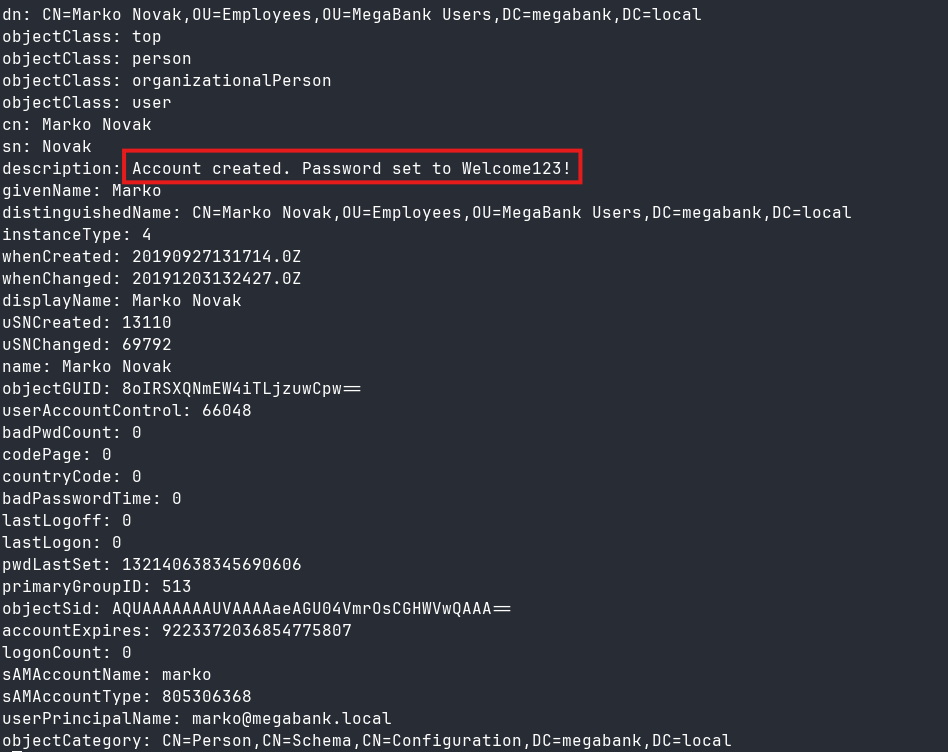 dn: CN=Marko Novak,OU=Employees,OU=MegaBank Users,DC=megabank,DC=local
objectClass: top
objectClass: person
objectClass: organizationalPerson
objectClass: user
cn: Marko Novak
sn: Novak
description: Account created. Password set to Welcome123!
givenName: Marko
distinguishedName: CN=Marko Novak,OU=Employees,OU=MegaBank Users,DC=megabank,DC=local
instanceType: 4
whenCreated: 20190927131714.0Z
whenChanged: 20191203132427.0Z
displayName: Marko Novak
uSNCreated: 13110
uSNChanged: 69792
name: Marko Novak
objectGUID: 8oIRSXQNmEW4iTLjzuwCpw==
userAccountControl: 66048
badPwdCount: 0
codePage: 0
countryCode: 0
badPasswordTime: 0
lastLogoff: 0
lastLogon: 0
pwdLastSet: 132140638345690606
primaryGroupID: 513
objectSid: AQUAAAAAAAUVAAAAaeAGU04VmrOsCGHWVwQAAA==
accountExpires: 9223372036854775807
logonCount: 0
sAMAccountName: marko
sAMAccountType: 805306368
userPrincipalName: marko@megabank.local
objectCategory: CN=Person,CN=Schema,CN=Configuration,DC=megabank,DC=local